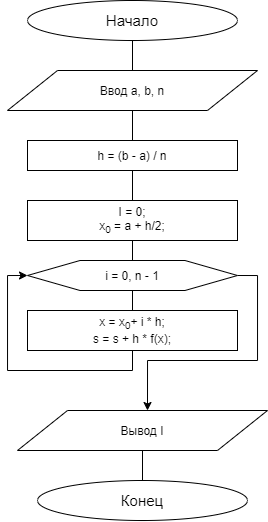 Начало
Ввод a, b, n
h = (b - a) / n
I = 0;
x₀ = a + h/2;
i = 0, n - 1
x = x₀+ i * h;
s = s + h * f(x);
Вывод I
Конец